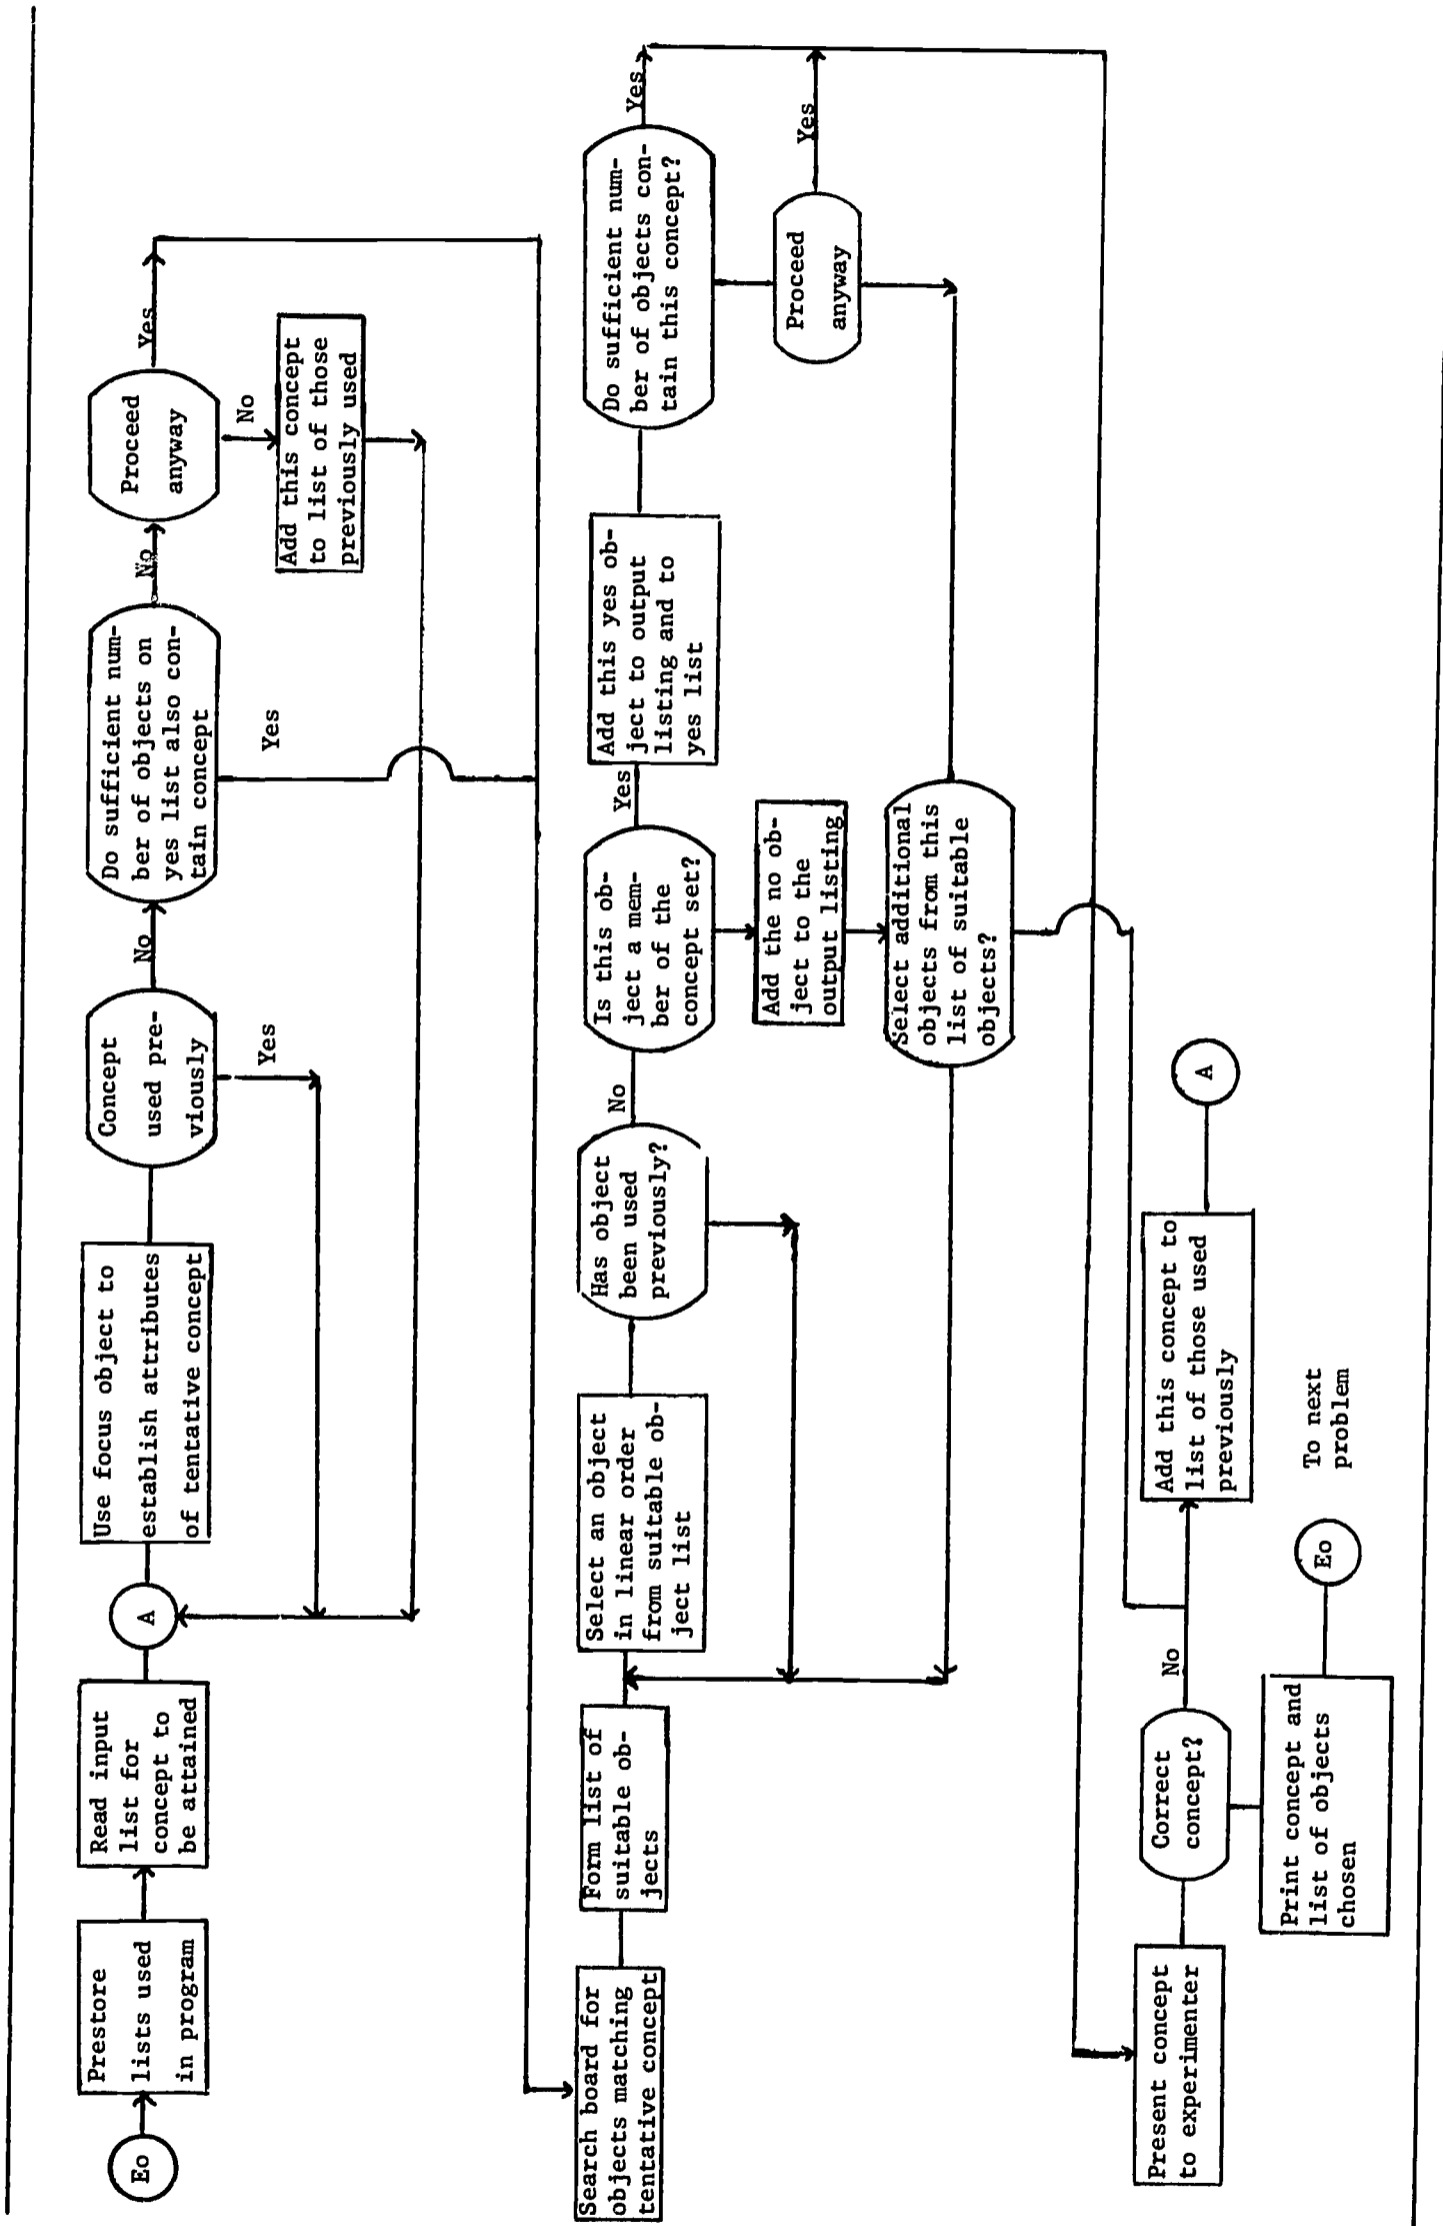 Eo
Prestore
lists used
in program
Read input
list for
concept to
be attained
A
Use focus object to
establish attributes
of tentative concept
Concept
used pre-
viously
No
Yes
Do sufficient num-
ber of objects on
yes list also con-
tain concept
No
Yes
Proceed
anyway
Yes
No
Add this concept
to list of those
previously used
Search board for
objects matching
tentative concept
Form list of
suitable ob-
jects
Select an object
in linear order
from suitable ob-
ject list
Has object
been used
previously?
No
Is this ob-
ject a mem-
ber of the
concept set?
Yes
Add this yes ob-
ject to output
listing and to
yes list
Do sufficient num-
ber of objects con-
tain this concept?
Yes
Proceed
anyway
Yes
Add the no ob-
ject to the
output listing
Select additional
objects from this
list of suitable
objects?
Present concept
to experimenter
Correct
concept?
No
Add this concept to
list of those used
previously
A
Print concept and
list of objects
chosen
Eo
To next
problem